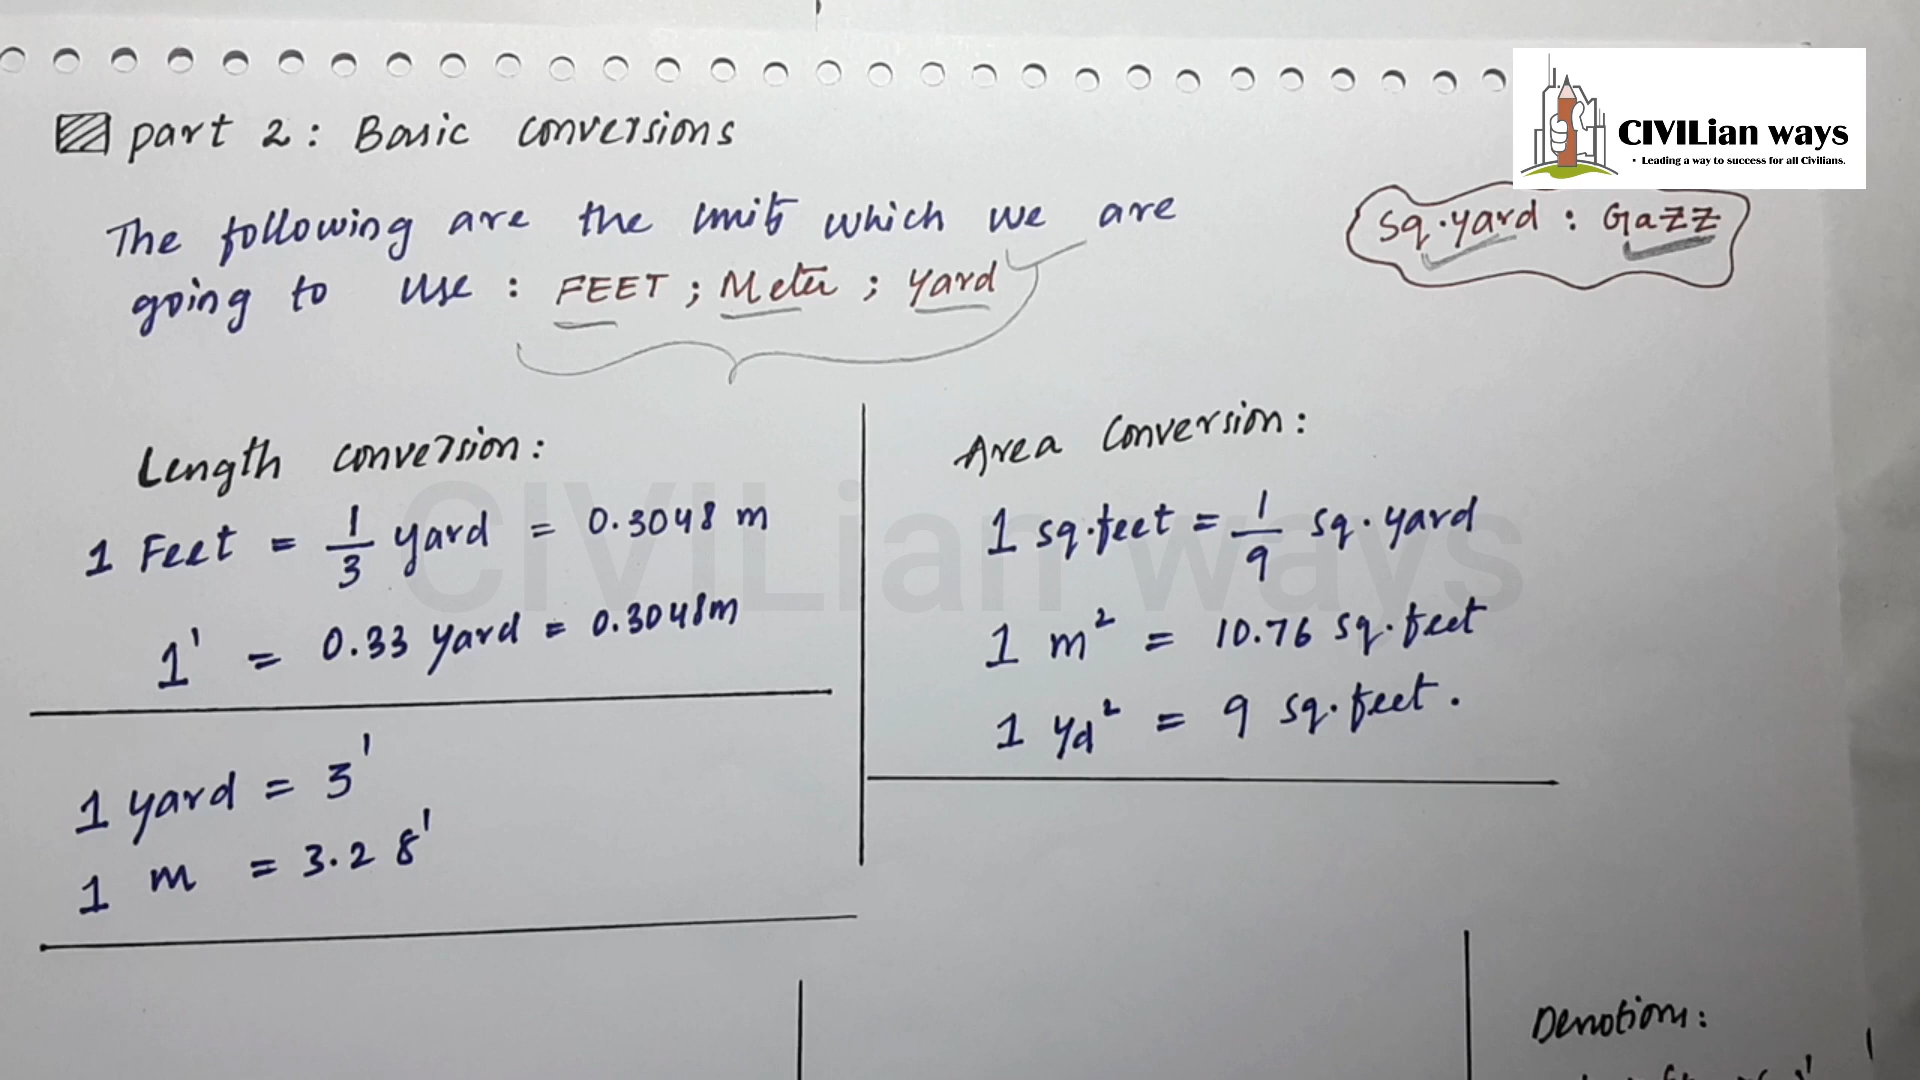 CIVILian ways
• Leading a way to success for all Civilians.
part 2 : Basic conversions
The following are the units which we are
going to use : FEET ; Meter ; yard
Sq.yard : Gazz
Length conversion :
1 Feet = 1/3 yard = 0.3048 m
1' = 0.33 yard = 0.3048m
1 yard = 3'
1 m = 3.28'
Area Conversion :
1 sq.feet = 1/9 sq.yard
1 m² = 10.76 sq.feet
1 yd² = 9 sq.feet.
CIVILian ways
Denotions :